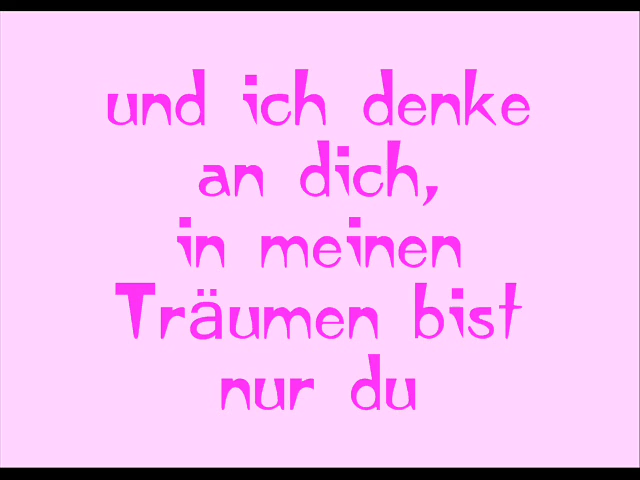 und ich denke
an dich,
in meinen
Träumen bist
nur du